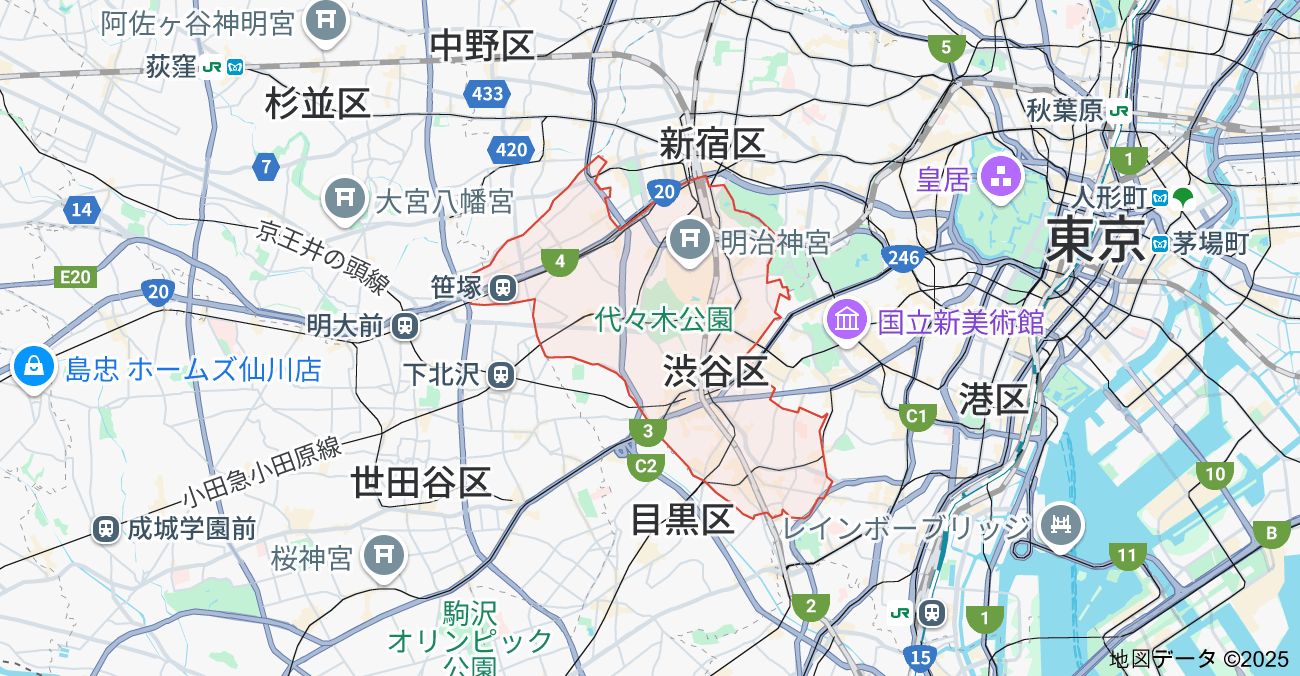 阿佐ヶ谷神明宮
中野区
5
荻窪 JR
433
杉並区
秋葉原 JR
420
新宿区
1
7
皇居
20
人形町
大宮八幡宮
14
東京
茅場町
京王井の頭線
明治神宮
4
246
E20
笹塚
20
代々木公園
国立新美術館
明大前
島忠 ホームズ仙川店
下北沢
渋谷区
港区
C1
3
小田急小田原線
C2
世田谷区
10
目黒区
成城学園前
レインボーブリッジ
B
桜神宮
11
2
駒沢
オリンピック
公園
JR
1
15
地図データ ©2025